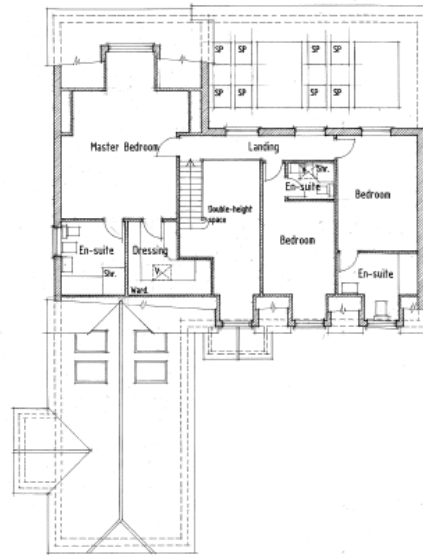 SP SP SP SP
SP SP SP SP
Master Bedroom
Landing
Shr.
En-suite
Bedroom
Double-height
space
En-suite
Dressing
Bedroom
V
En-suite
Shr.
Ward.